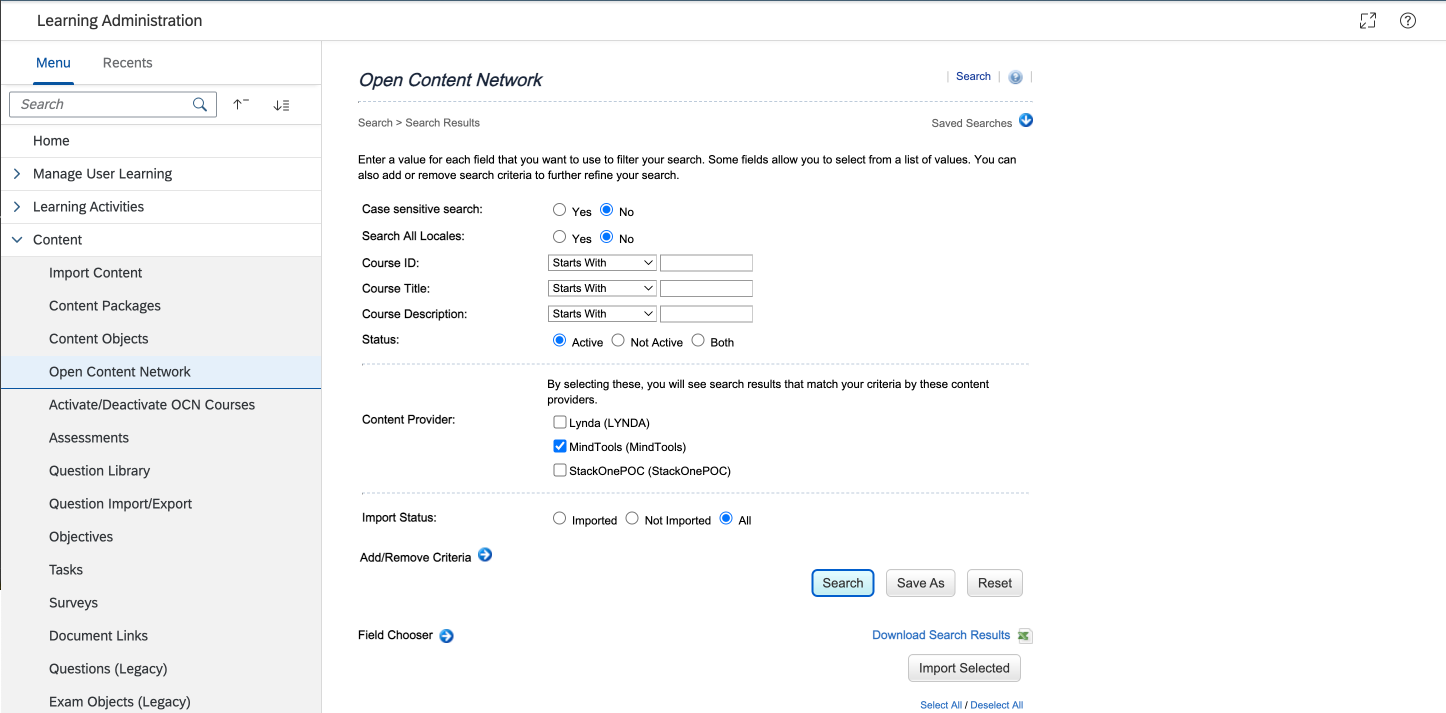 Learning Administration
Menu Recents
Search
Home
Manage User Learning
Learning Activities
Content
Import Content
Content Packages
Content Objects
Open Content Network
Activate/Deactivate OCN Courses
Assessments
Question Library
Question Import/Export
Objectives
Tasks
Surveys
Document Links
Questions (Legacy)
Exam Objects (Legacy)
Open Content Network
| Search | ? |
Search > Search Results
Saved Searches
Enter a value for each field that you want to use to filter your search. Some fields allow you to select from a list of values. You can
also add or remove search criteria to further refine your search.
Case sensitive search: Yes No
Search All Locales: Yes No
Course ID: Starts With
Course Title: Starts With
Course Description: Starts With
Status: Active Not Active Both
By selecting these, you will see search results that match your criteria by these content
providers.
Content Provider:
Lynda (LYNDA)
MindTools (MindTools)
StackOnePOC (StackOnePOC)
Import Status: Imported Not Imported All
Add/Remove Criteria
Search Save As Reset
Field Chooser
Download Search Results
Import Selected
Select All / Deselect All